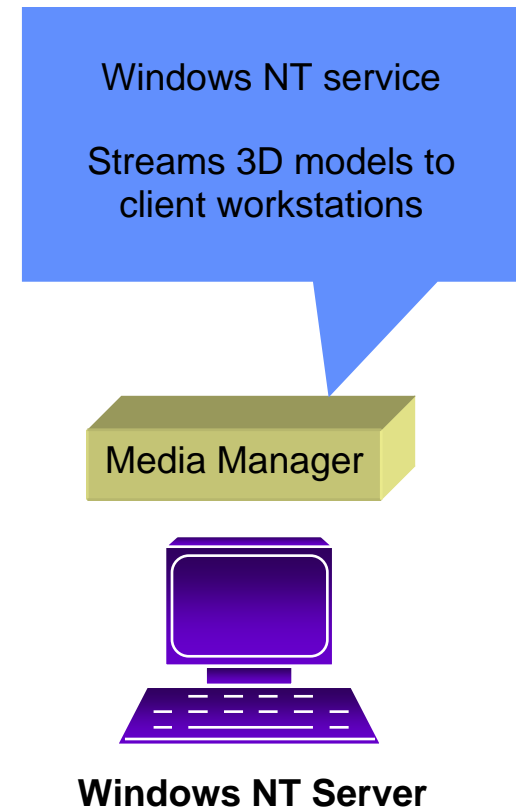 Windows NT service
Streams 3D models to
client workstations
Media Manager
Windows NT Server